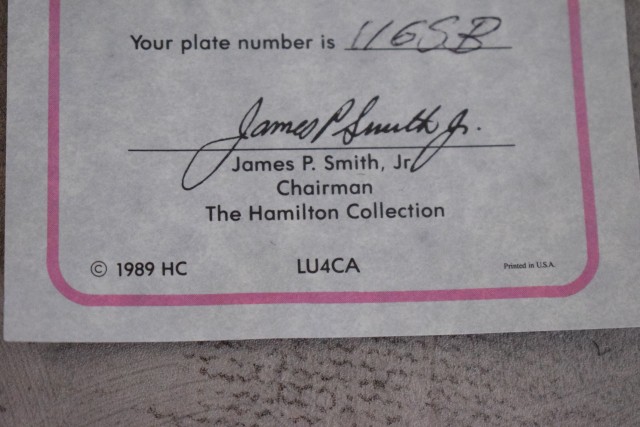 Your plate number is 116SB
James P Smith Jr.
James P. Smith, Jr
Chairman
The Hamilton Collection
© 1989 HC LU4CA Printed in U.S.A.